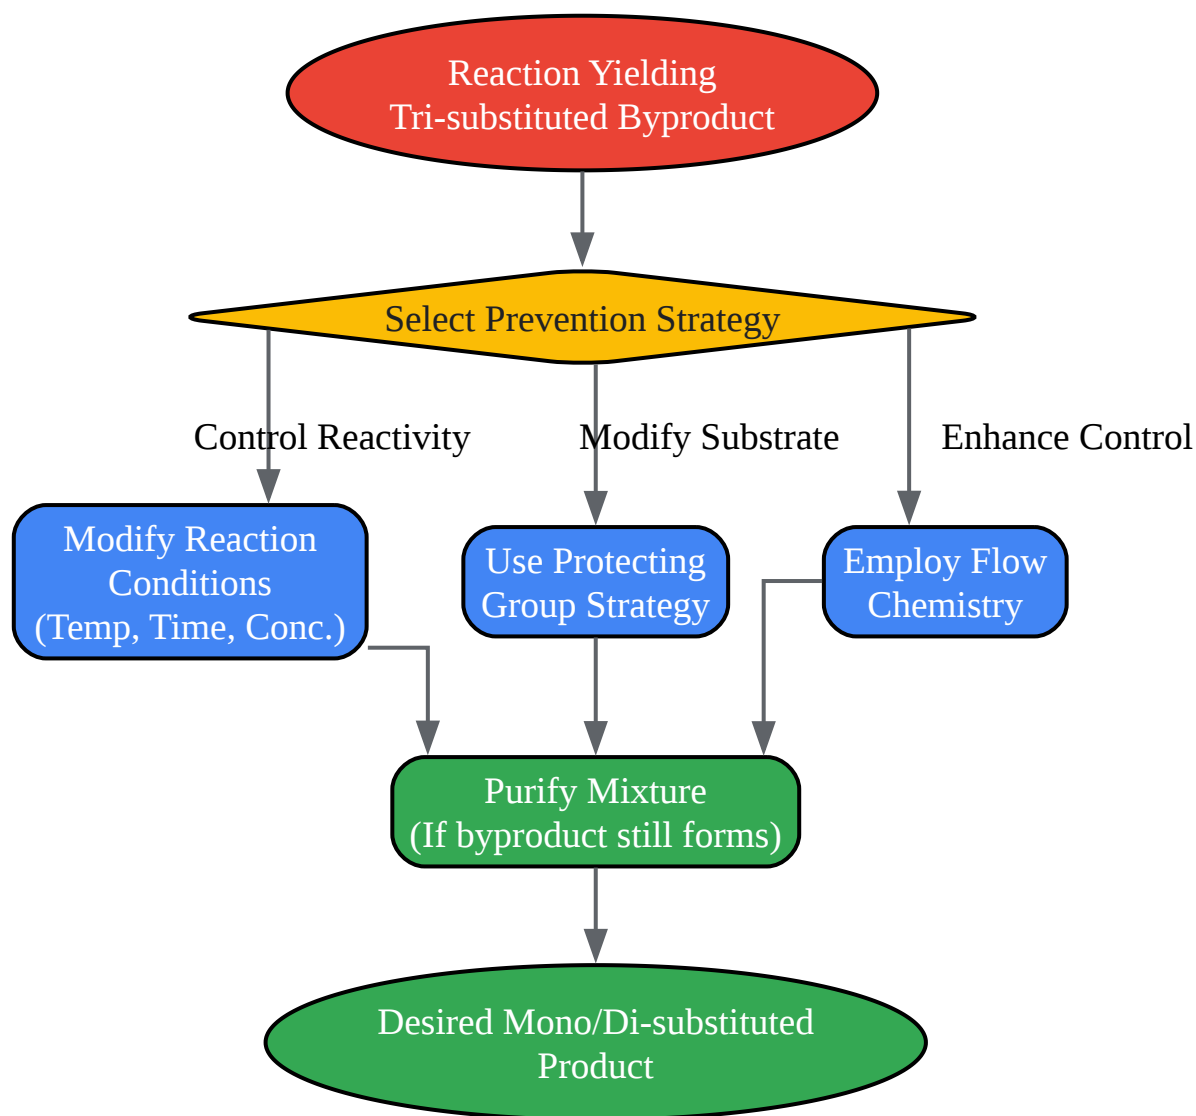 Reaction Yielding
Tri-substituted Byproduct
Select Prevention Strategy
Control Reactivity
Modify Substrate
Enhance Control
Modify Reaction
Conditions
(Temp, Time, Conc.)
Use Protecting
Group Strategy
Employ Flow
Chemistry
Purify Mixture
(If byproduct still forms)
Desired Mono/Di-substituted
Product